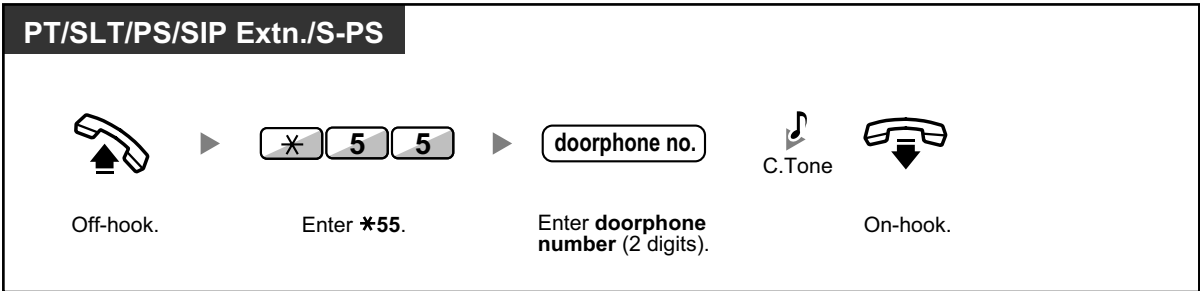 PT/SLT/PS/SIP Extn./S-PS
* 5 5
doorphone no.
C.Tone
Off-hook.
Enter *55.
Enter doorphone
number (2 digits).
On-hook.